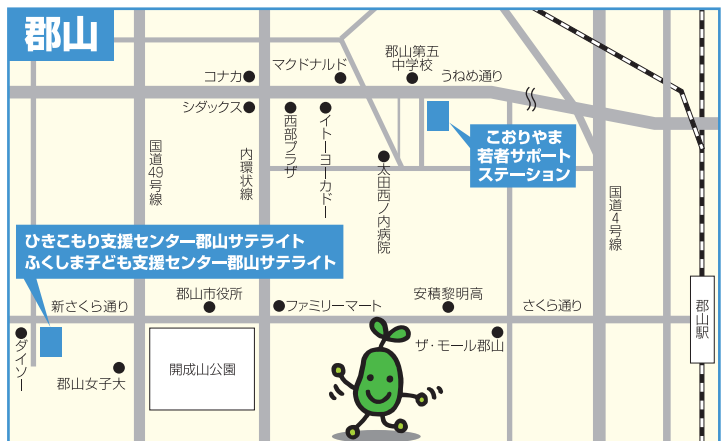 郡山
郡山第五
中学校
マクドナルド
コナカ
うねめ通り
シダックス
西部プラザ
イトーヨーカドー
こおりやま
若者サポート
ステーション
国道49号線
内環状線
太田西ノ内病院
国道4号線
ひきこもり支援センター郡山サテライト
ふくしま子ども支援センター郡山サテライト
新さくら通り
郡山市役所
ファミリーマート
安積黎明高
さくら通り
郡山駅
ダイソー
郡山女子大
開成山公園
ザ・モール郡山